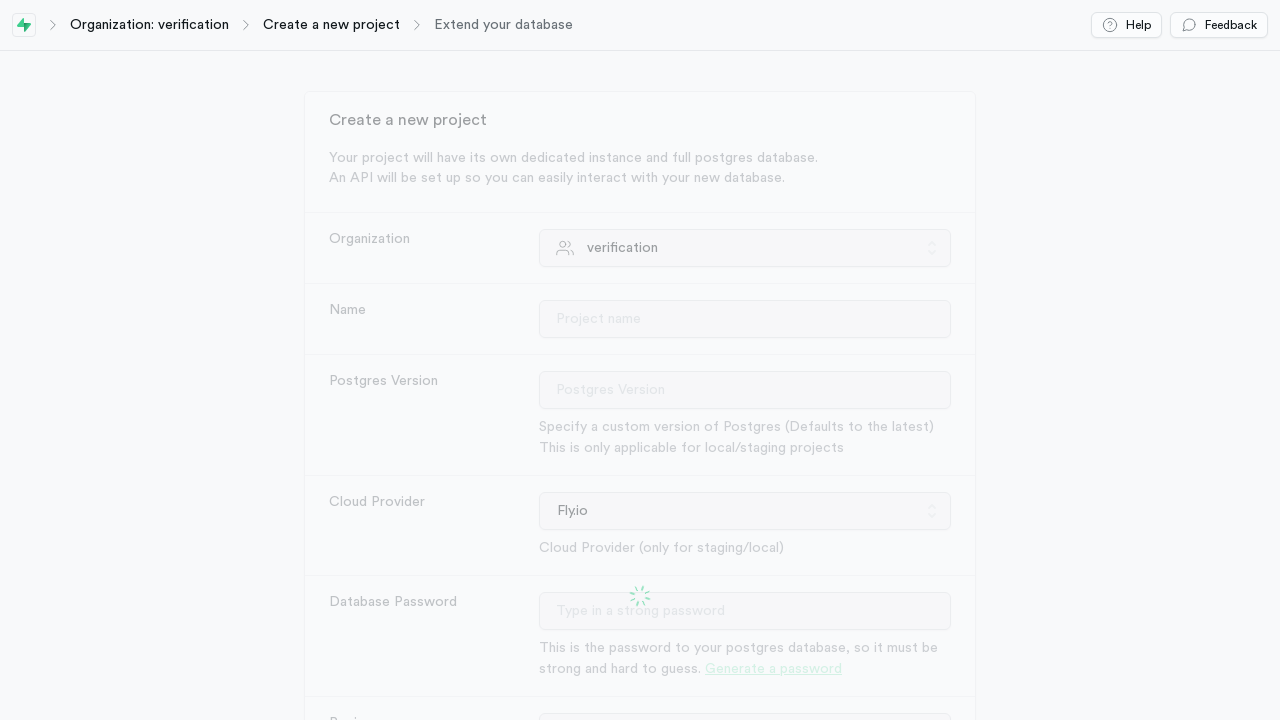 Organization: verification
Create a new project
Extend your database
Help
Feedback
Create a new project
Your project will have its own dedicated instance and full postgres database.
An API will be set up so you can easily interact with your new database.
Organization
verification
Name
Project name
Postgres Version
Postgres Version
Specify a custom version of Postgres (Defaults to the latest)
This is only applicable for local/staging projects
Cloud Provider
Fly.io
Cloud Provider (only for staging/local)
Database Password
Type in a strong password
This is the password to your postgres database, so it must be
strong and hard to guess. Generate a password